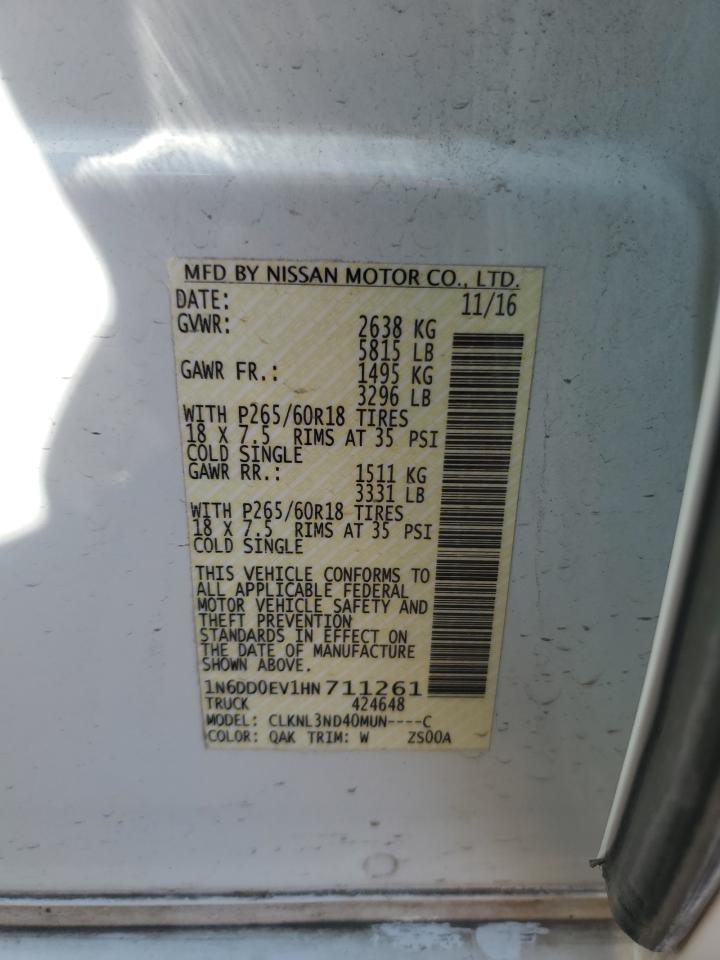 MFD BY NISSAN MOTOR CO., LTD.
DATE: 11/16
GVWR: 2638 KG
5815 LB
GAWR FR.: 1495 KG
3296 LB
WITH P265/60R18 TIRES
18 X 7.5 RIMS AT 35 PSI
COLD SINGLE
GAWR RR.: 1511 KG
3331 LB
WITH P265/60R18 TIRES
18 X 7.5 RIMS AT 35 PSI
COLD SINGLE
THIS VEHICLE CONFORMS TO
ALL APPLICABLE FEDERAL
MOTOR VEHICLE SAFETY AND
THEFT PREVENTION
STANDARDS IN EFFECT ON
THE DATE OF MANUFACTURE
SHOWN ABOVE.
1N6DD0EV1HN711261
TRUCK 424648
MODEL: CLKNL3ND40MUN----C
COLOR: QAK TRIM: W ZS00A